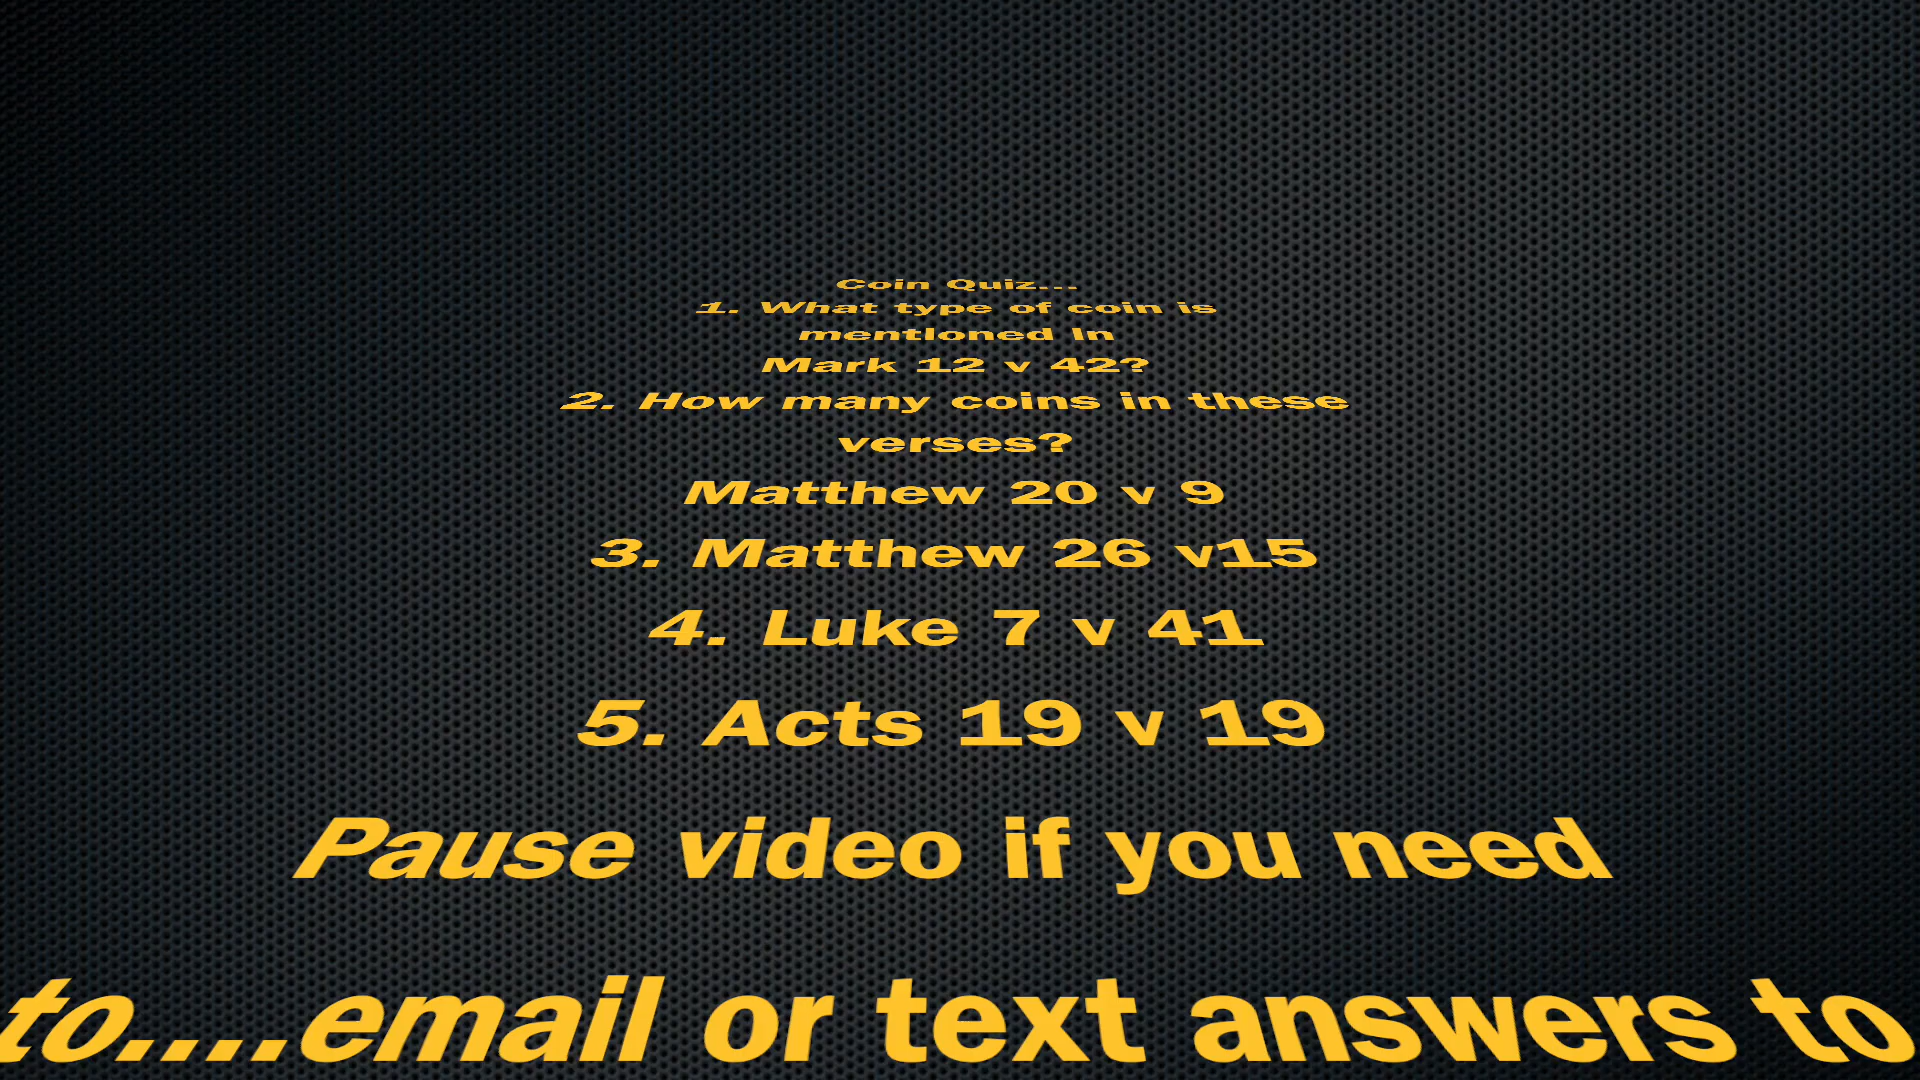 Coin Quiz...
1. What type of coin is
mentioned in
Mark 12 v 42?
2. How many coins in these
verses?
Matthew 20 v 9
3. Matthew 26 v15
4. Luke 7 v 41
5. Acts 19 v 19
Pause video if you need
to....email or text answers to